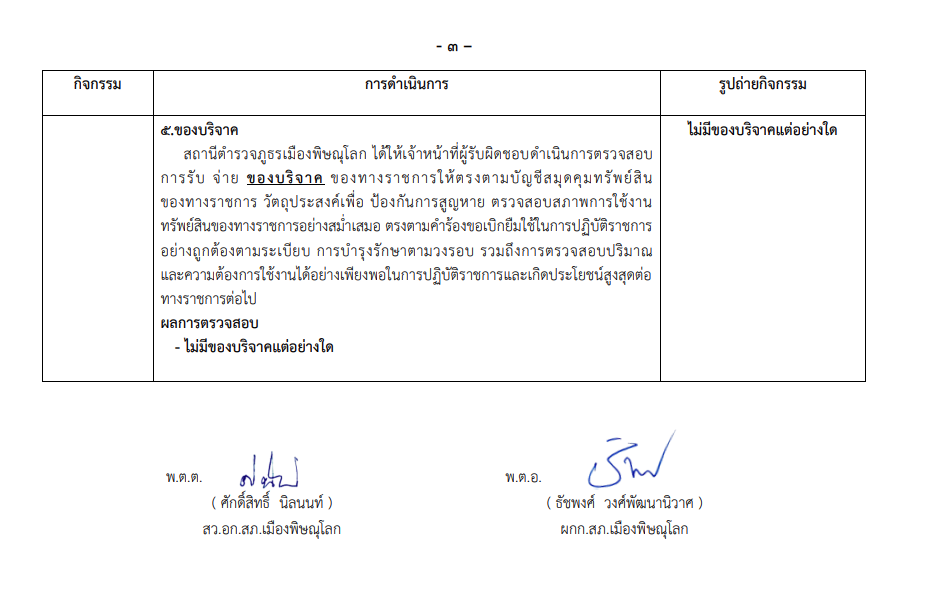 - ๓ –
กิจกรรม การดำเนินการ รูปถ่ายกิจกรรม
๕.ของบริจาค ไม่มีของบริจาคแต่อย่างใด
สถานีตำรวจภูธรเมืองพิษณุโลก ได้ให้เจ้าหน้าที่ผู้รับผิดชอบดำเนินการตรวจสอบ
การรับ จ่าย ของบริจาค ของทางราชการให้ตรงตามบัญชีสมุดคุมทรัพย์สิน
ของทางราชการ วัตถุประสงค์เพื่อ ป้องกันการสูญหาย ตรวจสอบสภาพการใช้งาน
ทรัพย์สินของทางราชการอย่างสม่ำเสมอ ตรงตามคำร้องขอเบิกยืมใช้ในการปฏิบัติราชการ
อย่างถูกต้องตามระเบียบ การบำรุงรักษาตามวงรอบ รวมถึงการตรวจสอบปริมาณ
และความต้องการใช้งานได้อย่างเพียงพอในการปฏิบัติราชการและเกิดประโยชน์สูงสุดต่อ
ทางราชการต่อไป
ผลการตรวจสอบ
- ไม่มีของบริจาคแต่อย่างใด
พ.ต.ต. พ.ต.อ.
( ศักดิ์สิทธิ์ นิลนนท์ ) ( ธัชพงศ์ วงศ์พัฒนานิวาศ )
สว.อก.สภ.เมืองพิษณุโลก ผกก.สภ.เมืองพิษณุโลก